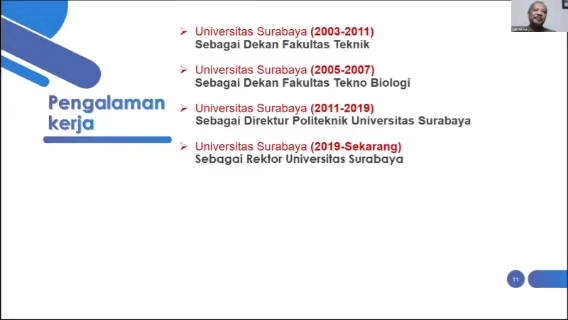 Pengalaman
kerja
Universitas Surabaya (2003-2011)
Sebagai Dekan Fakultas Teknik
Universitas Surabaya (2005-2007)
Sebagai Dekan Fakultas Tekno Biologi
Universitas Surabaya (2011-2019)
Sebagai Direktur Politeknik Universitas Surabaya
Universitas Surabaya (2019-Sekarang)
Sebagai Rektor Universitas Surabaya
11